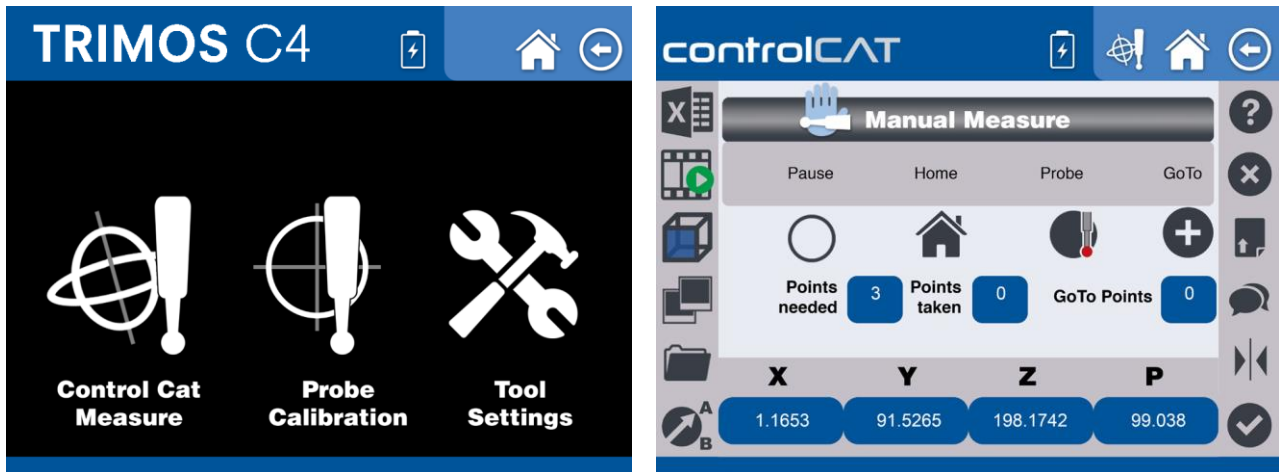 TRIMOS C4
Control Cat
Measure
Probe
Calibration
Tool
Settings
controlCAT
X
Manual Measure
?
Pause Home Probe GoTo
Points
needed
3
Points
taken
0
GoTo Points
0
X Y Z P
A
B
1.1653 91.5265 198.1742 99.038